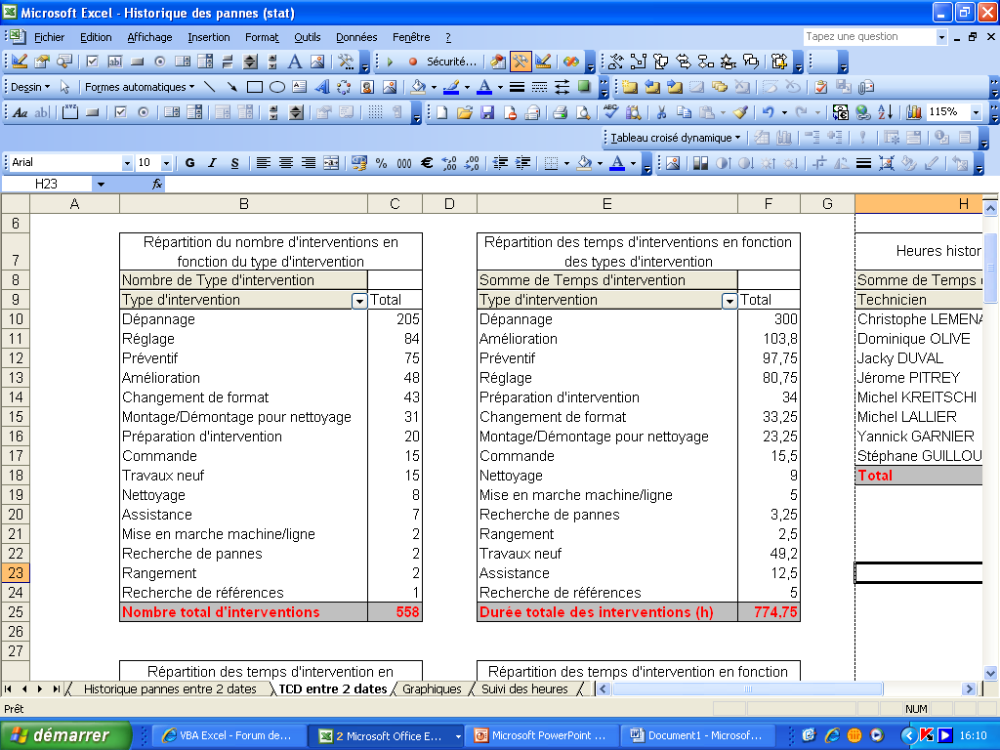 Microsoft Excel - Historique des pannes (stat)
Fichier Edition Affichage Insertion Format Outils Données Fenêtre ? Tapez une question
Sécurité...
Dessin Formes automatiques
115%
Tableau croisé dynamique
Arial 10 G I S % 000 €
H23 fx
A B C D E F G H
6
7 Répartition du nombre d'interventions en fonction du type d'intervention Répartition des temps d'interventions en fonction des types d'intervention Heures histor
8 Nombre de Type d'intervention Somme de Temps d'intervention Somme de Temps
9 Type d'intervention Total Type d'intervention Total Technicien
10 Dépannage 205 Dépannage 300 Christophe LEMENA
11 Réglage 84 Amélioration 103,8 Dominique OLIVE
12 Préventif 75 Préventif 97,75 Jacky DUVAL
13 Amélioration 48 Réglage 80,75 Jérome PITREY
14 Changement de format 43 Préparation d'intervention 34 Michel KREITSCHI
15 Montage/Démontage pour nettoyage 31 Changement de format 33,25 Michel LALLIER
16 Préparation d'intervention 20 Montage/Démontage pour nettoyage 23,25 Yannick GARNIER
17 Commande 15 Commande 15,5 Stéphane GUILLOU
18 Travaux neuf 15 Nettoyage 9 Total
19 Nettoyage 8 Mise en marche machine/ligne 5
20 Assistance 7 Recherche de pannes 3,25
21 Mise en marche machine/ligne 2 Rangement 2,5
22 Recherche de pannes 2 Travaux neuf 49,2
23 Rangement 2 Assistance 12,5
24 Recherche de références 1 Recherche de références 5
25 Nombre total d'interventions 558 Durée totale des interventions (h) 774,75
26
27
Répartition des temps d'intervention en Répartition des temps d'intervention en fonction
Historique pannes entre 2 dates TCD entre 2 dates Graphiques Suivi des heures
Prêt NUM
démarrer VBA Excel - Forum de... 2 Microsoft Office E... Microsoft PowerPoint ... Document1 - Microsof... 16:10